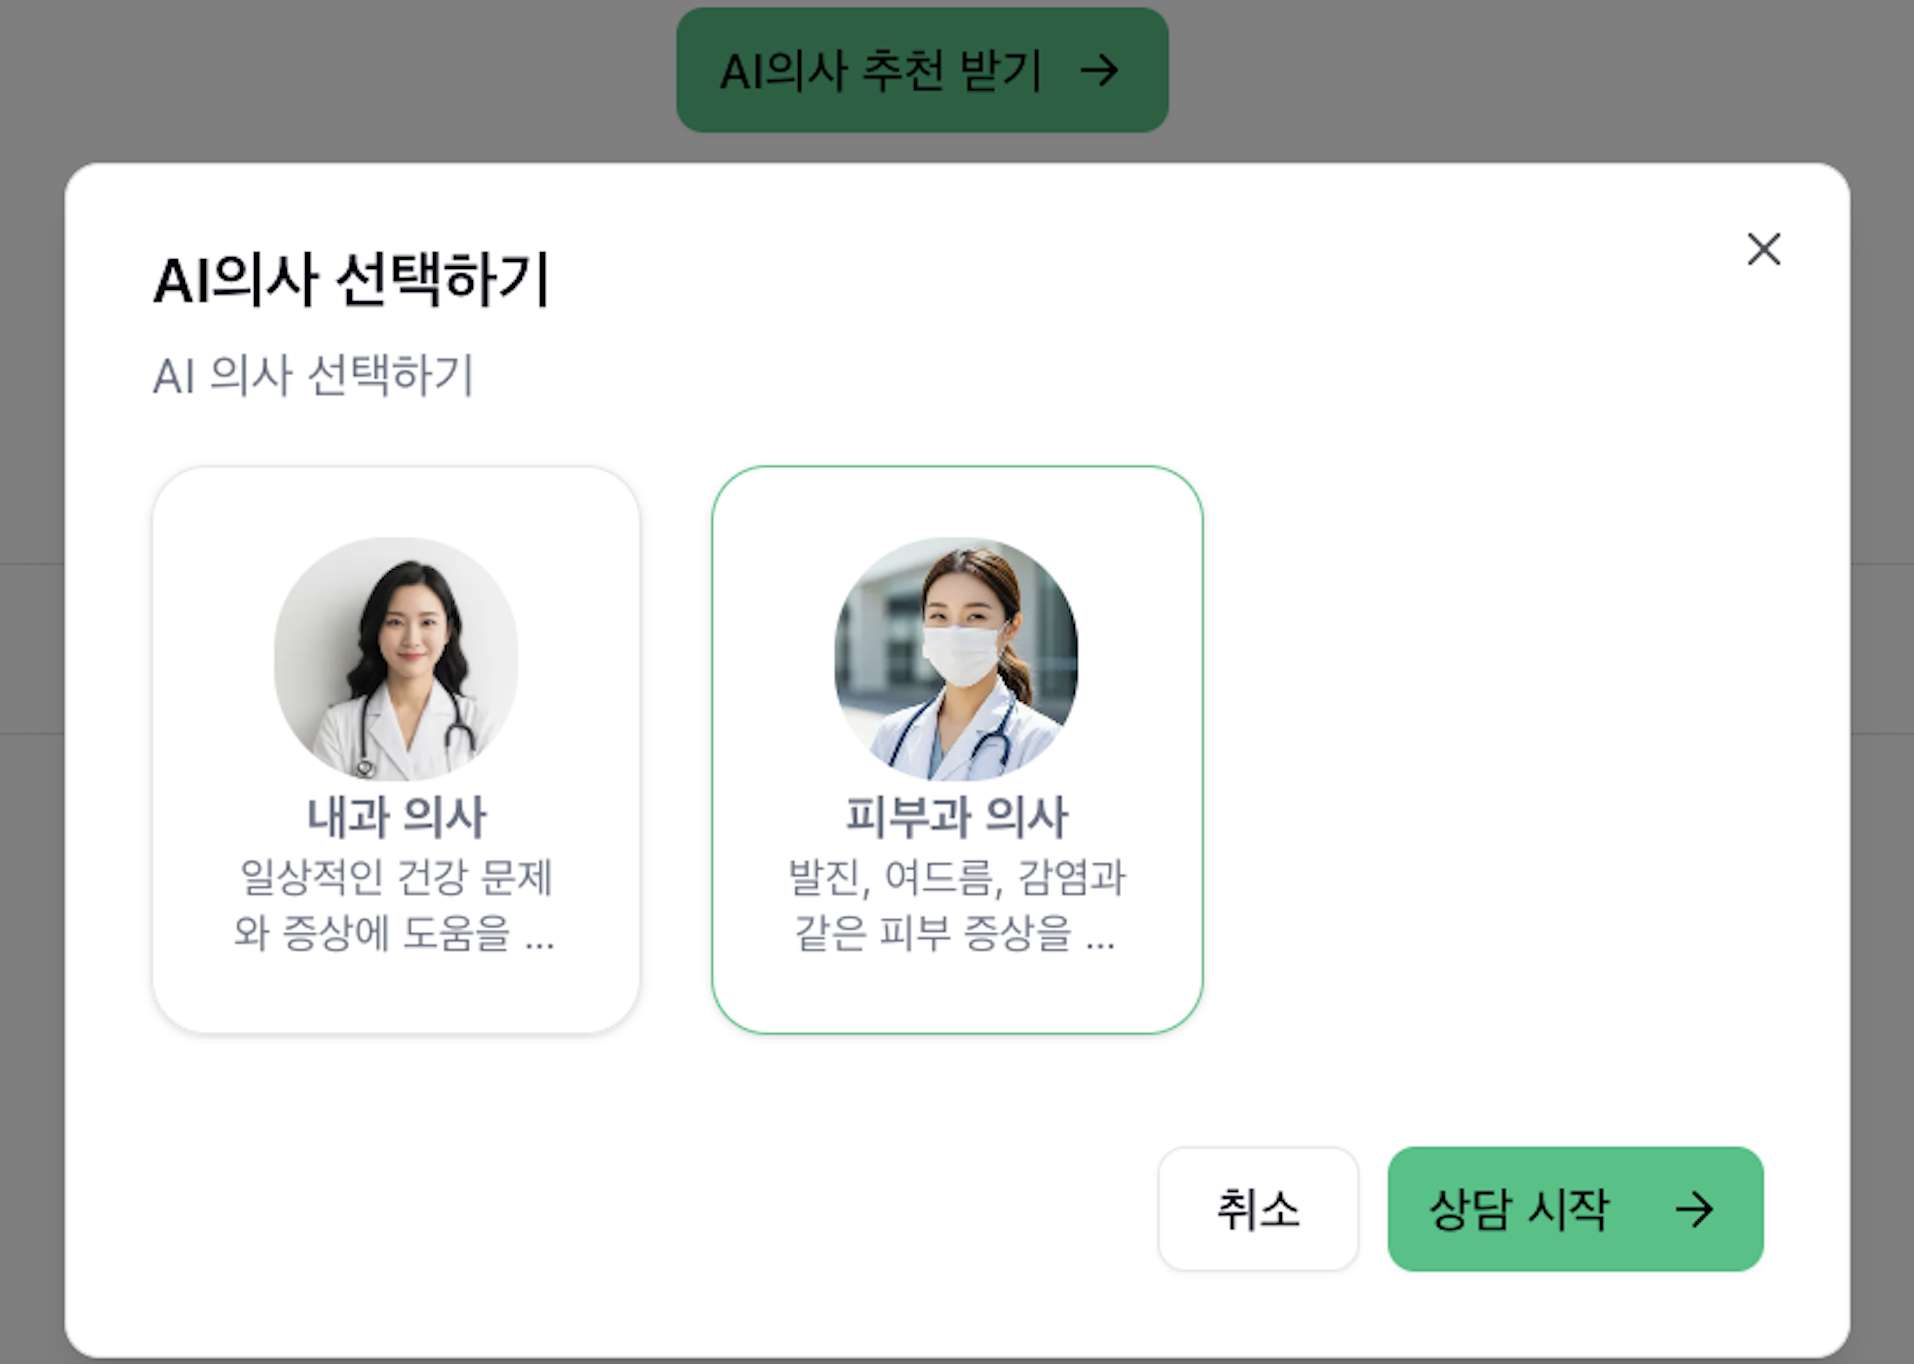 AI의사 추천 받기 →
AI의사 선택하기
AI 의사 선택하기
내과 의사
일상적인 건강 문제
와 증상에 도움을 ...
피부과 의사
발진, 여드름, 감염과
같은 피부 증상을 ...
취소
상담 시작 →